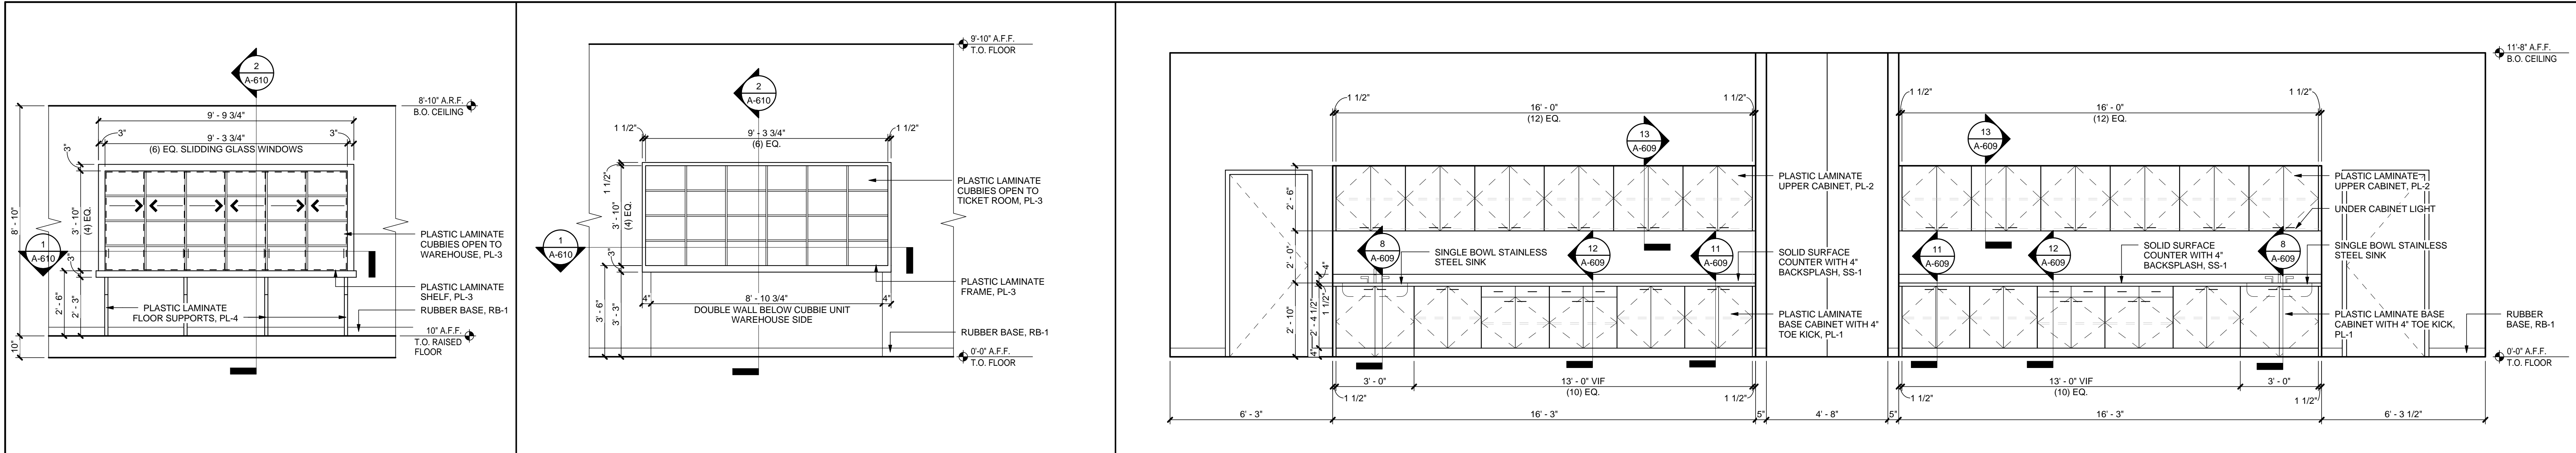 2
A-610
8'-10" A.R.F.
B.O. CEILING
9' - 9 3/4"
3"
9' - 3 3/4"
3"
(6) EQ. SLIDDING GLASS WINDOWS
3"
8' - 10"
3' - 10"
(4) EQ.
1
A-610
3"
2' - 6"
2' - 3"
10"
PLASTIC LAMINATE
CUBBIES OPEN TO
WAREHOUSE, PL-3
PLASTIC LAMINATE
SHELF, PL-3
PLASTIC LAMINATE
FLOOR SUPPORTS, PL-4
RUBBER BASE, RB-1
10" A.F.F.
T.O. RAISED
FLOOR
9'-10" A.F.F.
T.O. FLOOR
2
A-610
1 1/2"
9' - 3 3/4"
1 1/2"
(6) EQ.
1 1/2"
3' - 10"
(4) EQ.
1
A-610
3"
3' - 6"
3' - 3"
PLASTIC LAMINATE
CUBBIES OPEN TO
TICKET ROOM, PL-3
PLASTIC LAMINATE
FRAME, PL-3
4"
8' - 10 3/4"
4"
DOUBLE WALL BELOW CUBBIE UNIT
WAREHOUSE SIDE
RUBBER BASE, RB-1
0'-0" A.F.F.
T.O. FLOOR
11'-8" A.F.F.
B.O. CEILING
1 1/2"
16' - 0"
1 1/2"
(12) EQ.
13
A-609
2' - 6"
2' - 0"
4"
1 1/2"
2' - 10"
2' - 4 1/2"
4"
8
A-609
SINGLE BOWL STAINLESS
STEEL SINK
12
A-609
11
A-609
PLASTIC LAMINATE
UPPER CABINET, PL-2
SOLID SURFACE
COUNTER WITH 4"
BACKSPLASH, SS-1
PLASTIC LAMINATE
BASE CABINET WITH 4"
TOE KICK, PL-1
3' - 0"
13' - 0" VIF
(10) EQ.
1 1/2"
1 1/2"
1 1/2"
16' - 0"
1 1/2"
(12) EQ.
13
A-609
11
A-609
12
A-609
SOLID SURFACE
COUNTER WITH 4"
BACKSPLASH, SS-1
8
A-609
PLASTIC LAMINATE
UPPER CABINET, PL-2
UNDER CABINET LIGHT
SINGLE BOWL STAINLESS
STEEL SINK
PLASTIC LAMINATE BASE
CABINET WITH 4" TOE KICK,
PL-1
RUBBER
BASE, RB-1
0'-0" A.F.F.
T.O. FLOOR
13' - 0" VIF
3' - 0"
(10) EQ.
1 1/2"
1 1/2"
6' - 3"
16' - 3"
5"
4' - 8"
5"
16' - 3"
6' - 3 1/2"